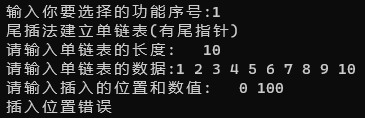 输入你要选择的功能序号:1
尾插法建立单链表(有尾指针)
请输入单链表的长度:  10
请输入单链表的数据:1 2 3 4 5 6 7 8 9 10
请输入插入的位置和数值:  0 100
插入位置错误